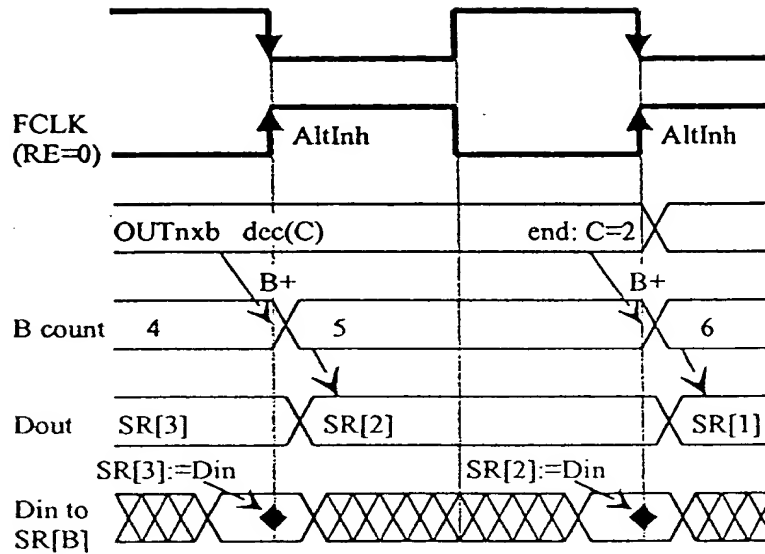 FCLK
(RE=0)
AltInh
AltInh
OUTnxb dec(C)
end: C=2
B+
B+
B count
4
5
6
Dout
SR[3]
SR[2]
SR[1]
SR[3]:=Din
SR[2]:=Din
Din to
SR[B]